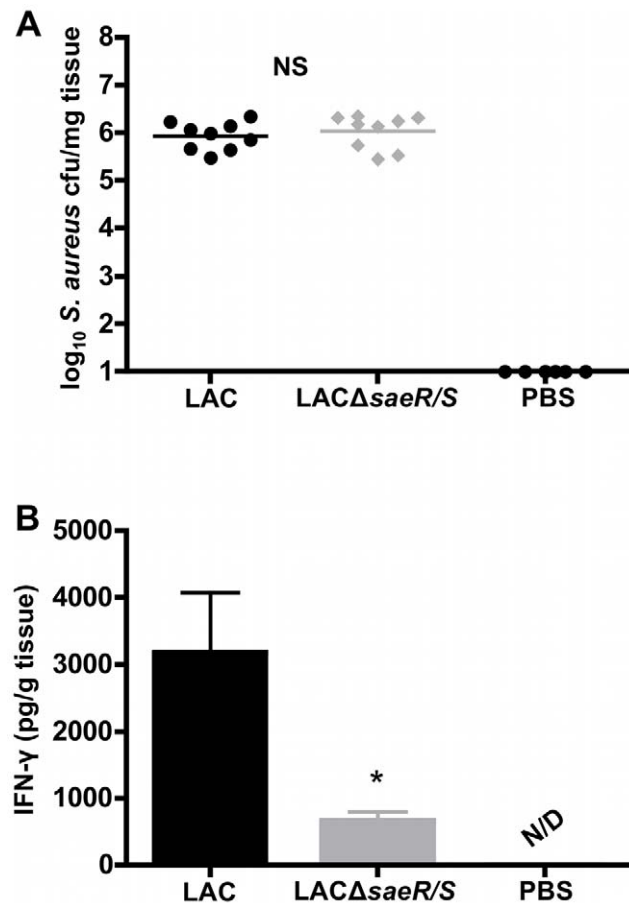 A
log₁₀ S. aureus cfu/mg tissue
8
7
6
5
4
3
2
1
NS
LAC LACΔsaeR/S PBS
B
IFN-γ (pg/g tissue)
5000
4000
3000
2000
1000
0
*
N/D
LAC LACΔsaeR/S PBS